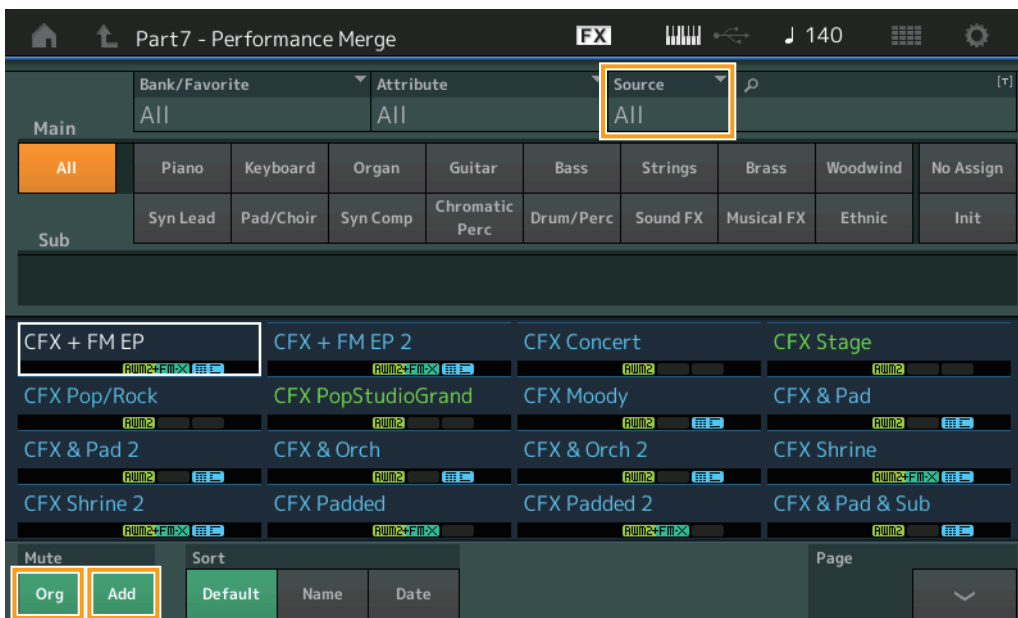 Part7 - Performance Merge FX ♩ 140
Bank/Favorite Attribute Source [T]
Main All All All
All Piano Keyboard Organ Guitar Bass Strings Brass Woodwind No Assign
Syn Lead Pad/Choir Syn Comp Chromatic Perc Drum/Perc Sound FX Musical FX Ethnic Init
Sub
CFX + FM EP CFX + FM EP 2 CFX Concert CFX Stage
AWM2+FM-X AWM2+FM-X AWM2 AWM2
CFX Pop/Rock CFX PopStudioGrand CFX Moody CFX & Pad
AWM2 AWM2 AWM2 AWM2
CFX & Pad 2 CFX & Orch CFX & Orch 2 CFX Shrine
AWM2 AWM2 AWM2 AWM2+FM-X
CFX Shrine 2 CFX Padded CFX Padded 2 CFX & Pad & Sub
AWM2+FM-X AWM2+FM-X AWM2+FM-X AWM2
Mute Sort Page
Org Add Default Name Date